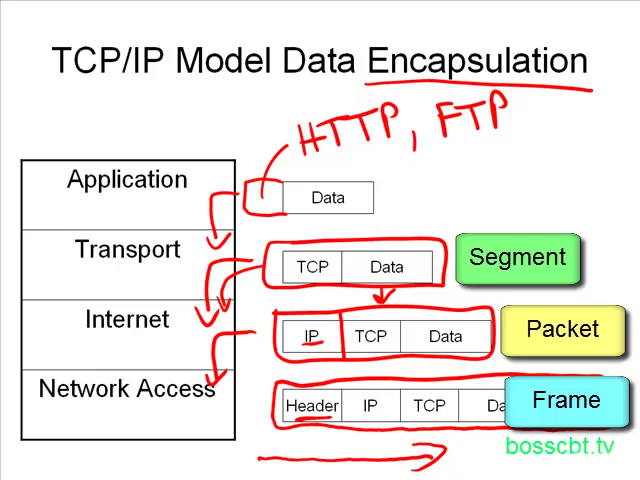 TCP/IP Model Data Encapsulation
HTTP, FTP
Application
Data
Transport
TCP Data
Segment
Internet
IP TCP Data
Packet
Network Access
Header IP TCP
Frame
bosscbt.tv